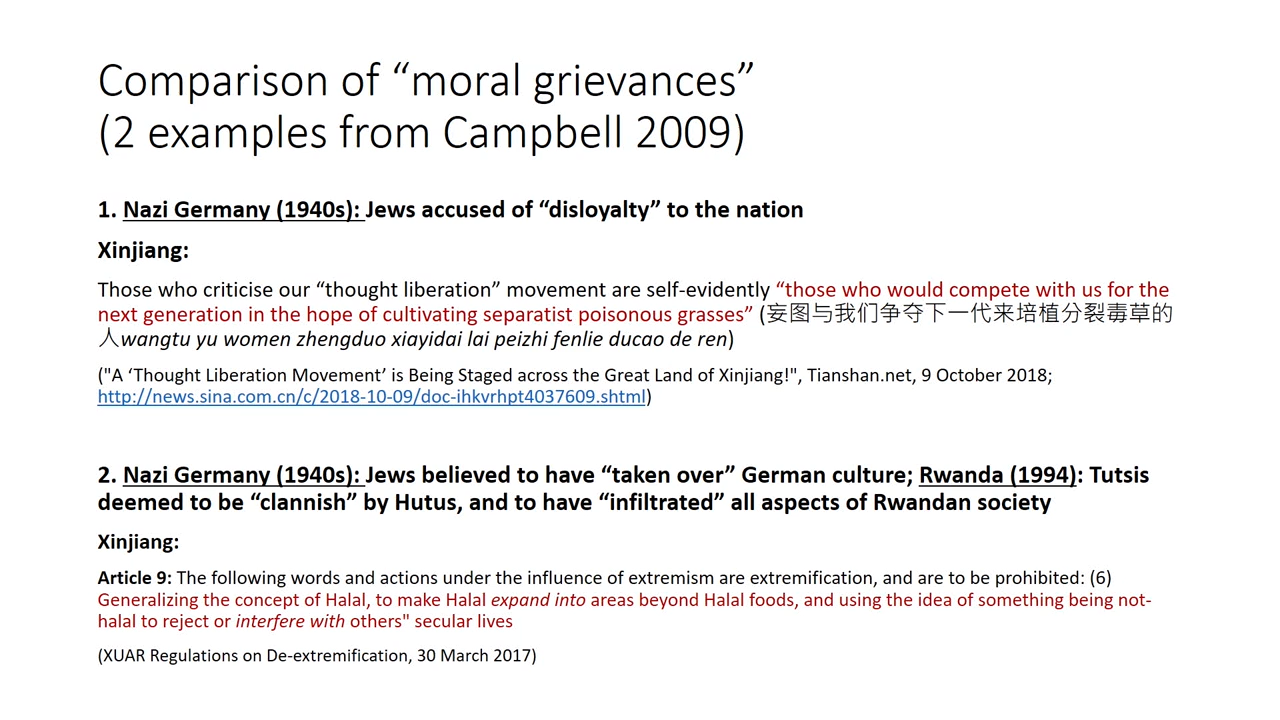 Comparison of “moral grievances”
(2 examples from Campbell 2009)
1. Nazi Germany (1940s): Jews accused of “disloyalty” to the nation
Xinjiang:
Those who criticise our “thought liberation” movement are self-evidently “those who would compete with us for the
next generation in the hope of cultivating separatist poisonous grasses” (妄图与我们争夺下一代来培植分裂毒草的
人wangtu yu women zhengduo xiayidai lai peizhi fenlie ducao de ren)
("A ‘Thought Liberation Movement’ is Being Staged across the Great Land of Xinjiang!", Tianshan.net, 9 October 2018;
http://news.sina.com.cn/c/2018-10-09/doc-ihkvrhpt4037609.shtml)
2. Nazi Germany (1940s): Jews believed to have “taken over” German culture; Rwanda (1994): Tutsis
deemed to be “clannish” by Hutus, and to have “infiltrated” all aspects of Rwandan society
Xinjiang:
Article 9: The following words and actions under the influence of extremism are extremification, and are to be prohibited: (6)
Generalizing the concept of Halal, to make Halal expand into areas beyond Halal foods, and using the idea of something being not-
halal to reject or interfere with others" secular lives
(XUAR Regulations on De-extremification, 30 March 2017)